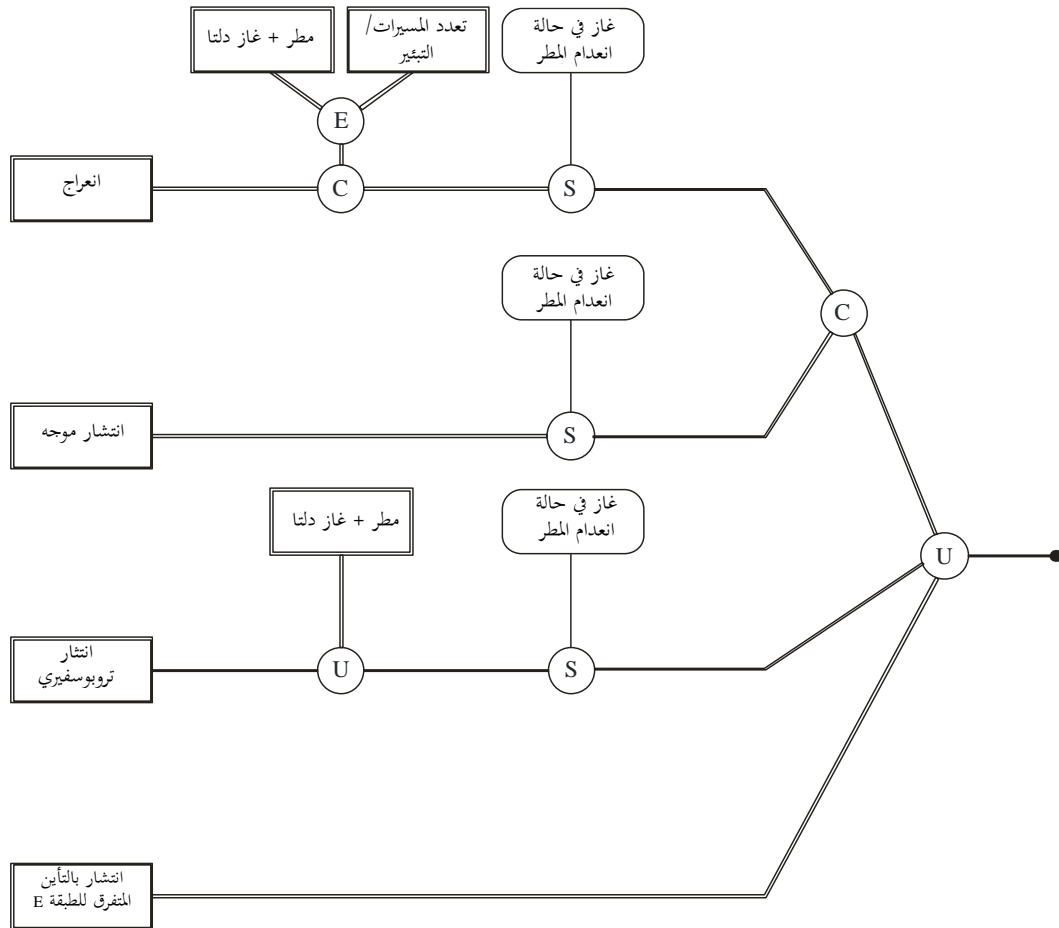 تعدد المسيرات/
التبئير
مطر + غاز دلتا
غاز في حالة
انعدام المطر
E
انعراج
C
S
غاز في حالة
انعدام المطر
C
انتشار موجه
S
مطر + غاز دلتا
غاز في حالة
انعدام المطر
U
انتثار
تروبوسفيري
U
S
انتشار بالتأين
المتفرق للطبقة E